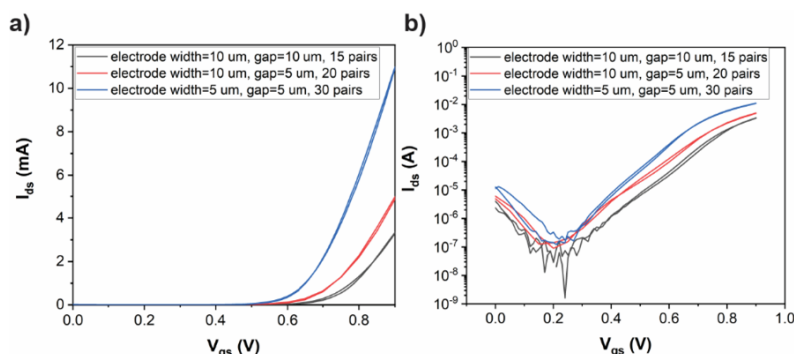 a)
12
10
8
6
4
2
0
I_ds (mA)
electrode width=10 um, gap=10 um, 15 pairs
electrode width=10 um, gap=5 um, 20 pairs
electrode width=5 um, gap=5 um, 30 pairs
0.0 0.2 0.4 0.6 0.8
V_gs (V)
b)
10^0
10^-1
10^-2
10^-3
10^-4
10^-5
10^-6
10^-7
10^-8
10^-9
I_ds (A)
electrode width=10 um, gap=10 um, 15 pairs
electrode width=10 um, gap=5 um, 20 pairs
electrode width=5 um, gap=5 um, 30 pairs
0.0 0.2 0.4 0.6 0.8 1.0
V_gs (V)